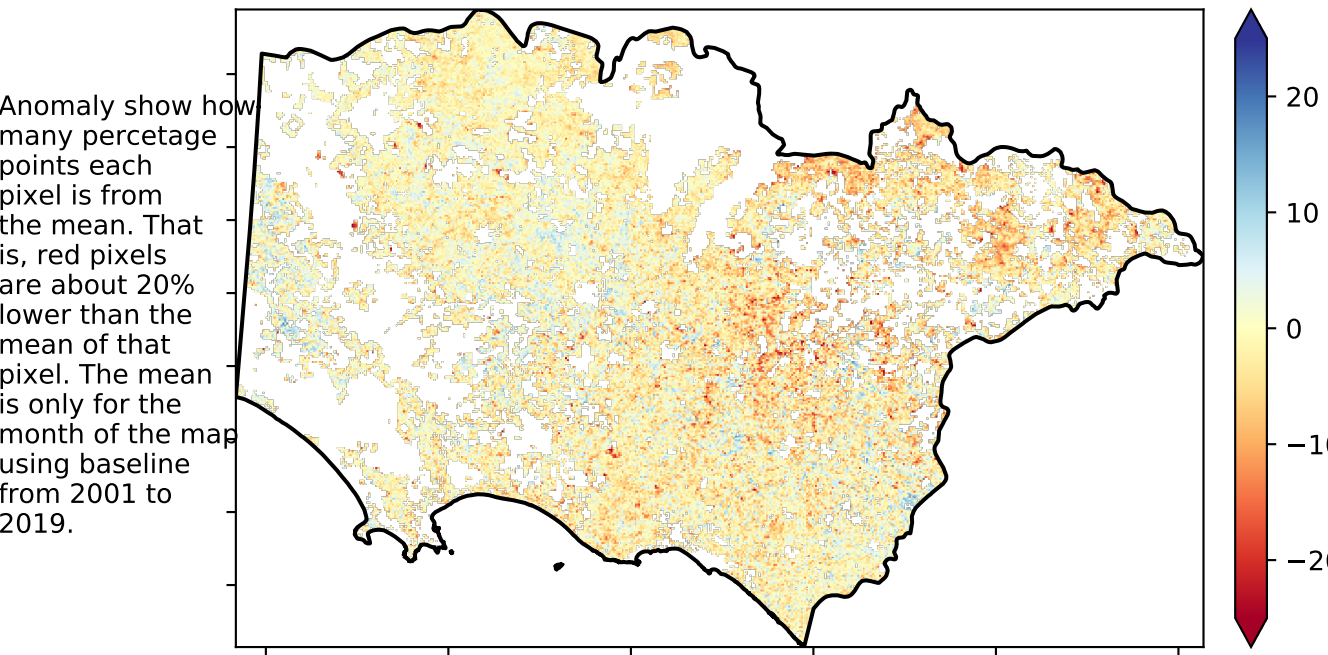 Anomaly show how
many percetage
points each
pixel is from
the mean. That
is, red pixels
are about 20%
lower than the
mean of that
pixel. The mean
is only for the
month of the map
using baseline
from 2001 to
2019.
20
10
0
−10
−20